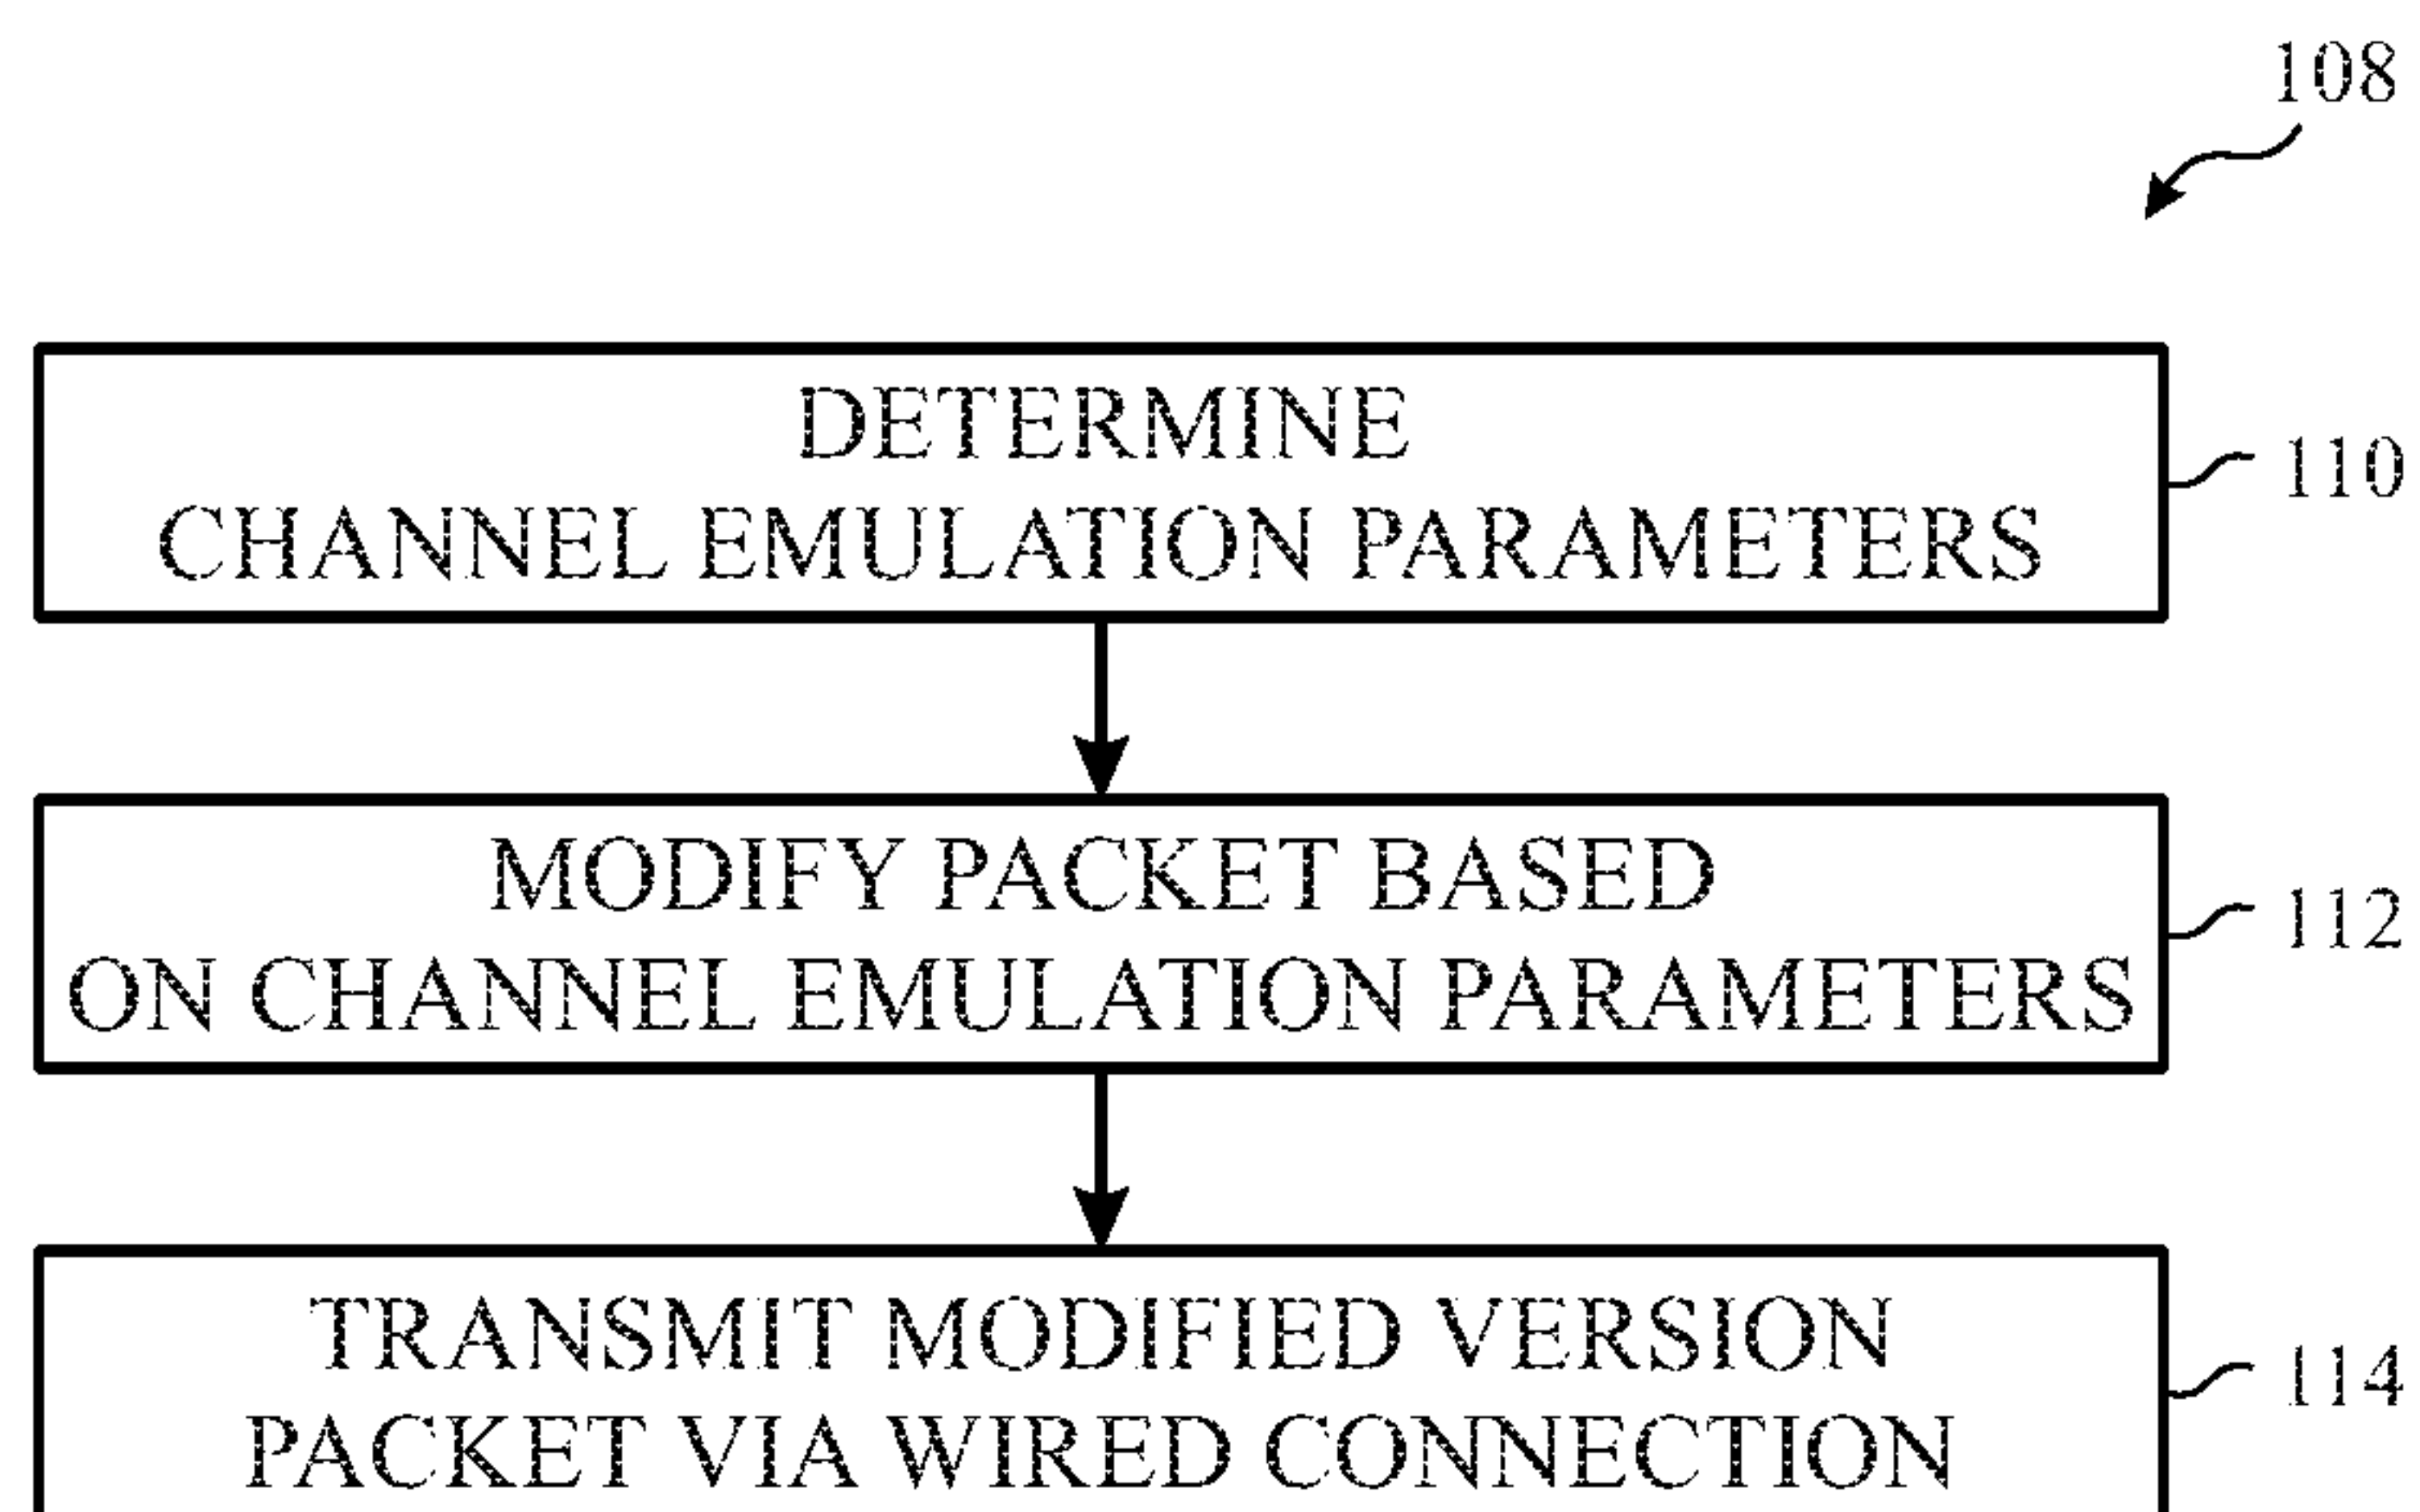 108
DETERMINE
CHANNEL EMULATION PARAMETERS
110
MODIFY PACKET BASED
ON CHANNEL EMULATION PARAMETERS
112
TRANSMIT MODIFIED VERSION
PACKET VIA WIRED CONNECTION
114